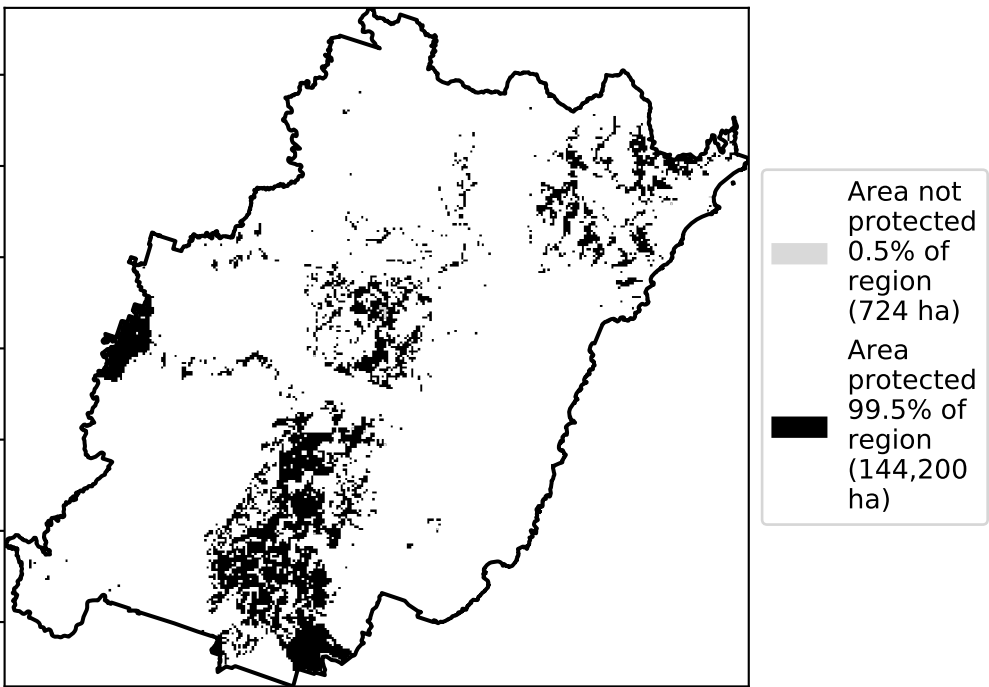 Area not
protected
0.5% of
region
(724 ha)
Area
protected
99.5% of
region
(144,200
ha)